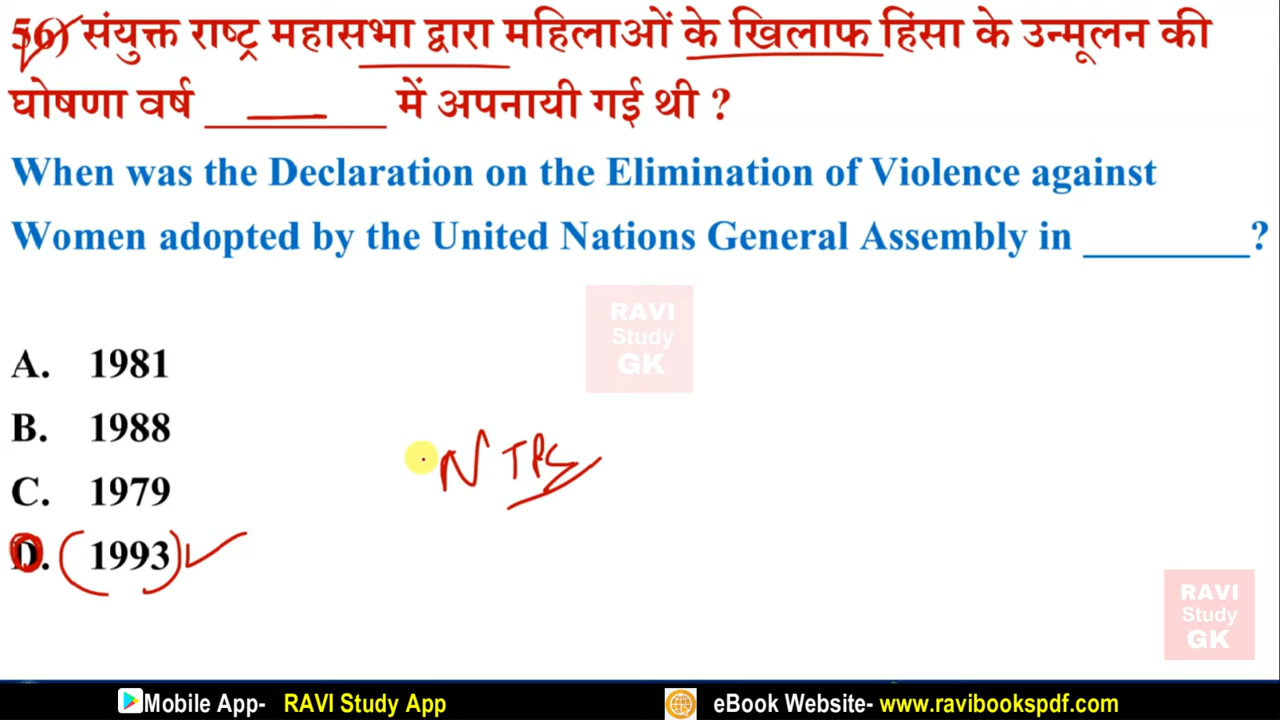 56) संयुक्त राष्ट्र महासभा द्वारा महिलाओं के खिलाफ हिंसा के उन्मूलन की
घोषणा वर्ष _________ में अपनायी गई थी ?
When was the Declaration on the Elimination of Violence against
Women adopted by the United Nations General Assembly in ________?
RAVI
Study
GK
A. 1981
B. 1988
C. 1979
D. (1993)
RAVI
Study
GK
Mobile App- RAVI Study App
eBook Website- www.ravibookspdf.com